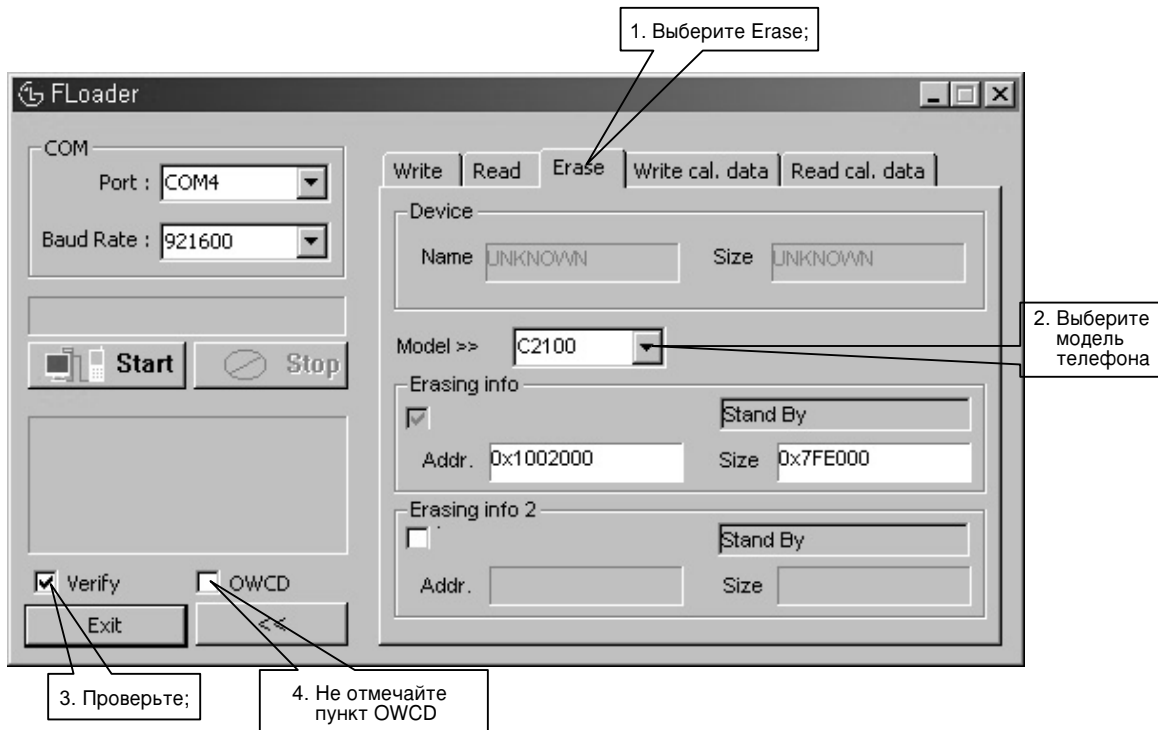 1. Выберите Erase;
FLoader
COM
Port : COM4
Baud Rate : 921600
Start
Stop
Verify
OWCD
Exit
<<
Write Read Erase Write cal. data Read cal. data
Device
Name UNKNOWN Size UNKNOWN
Model >> C2100
Erasing info
Stand By
Addr. 0x1002000 Size 0x7FE000
Erasing info 2
Stand By
Addr. Size
2. Выберите
модель
телефона
3. Проверьте;
4. Не отмечайте
пункт OWCD